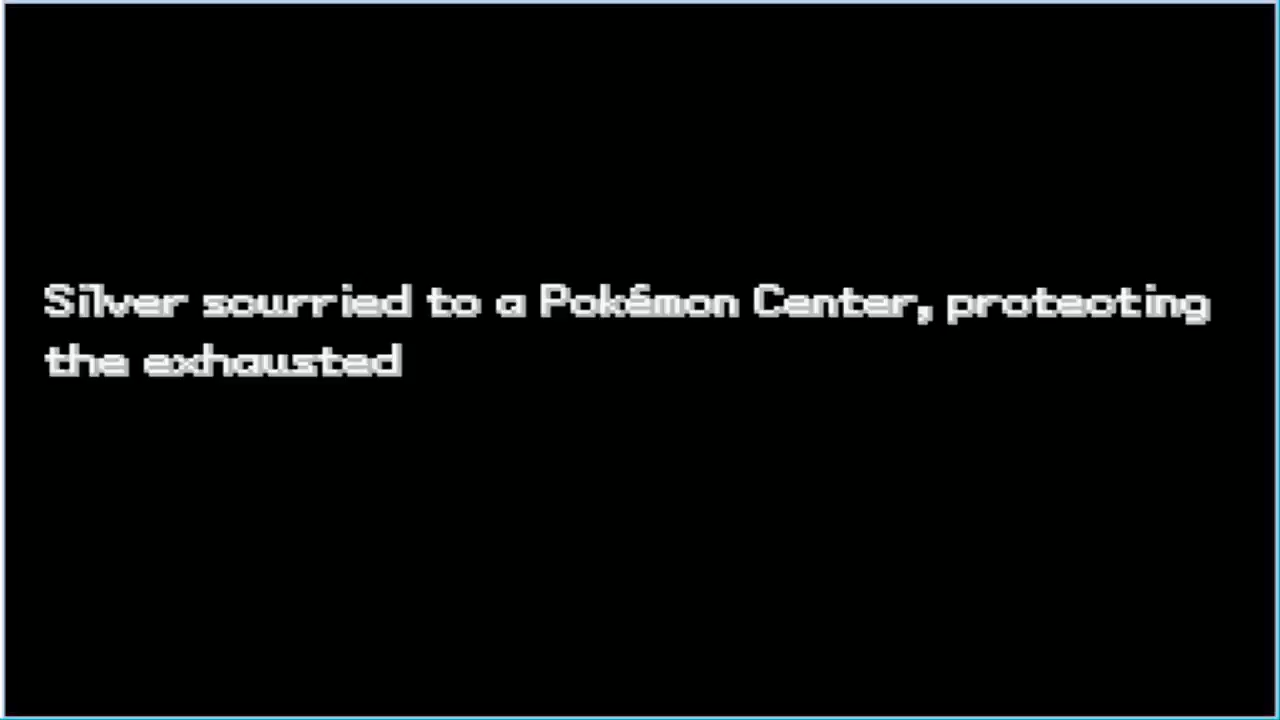 Silver scurried to a Pokémon Center, protecting
the exhausted